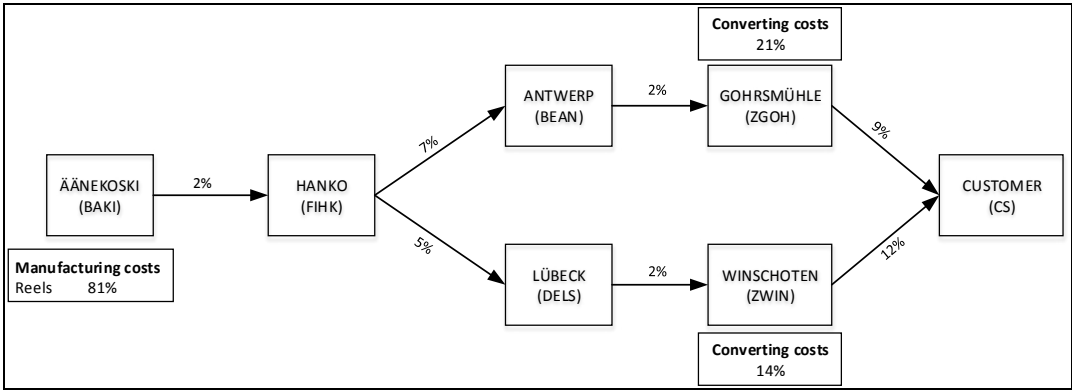 Converting costs
21%
ANTWERP
(BEAN)
2%
GOHRSMÜHLE
(ZGOH)
7%
9%
ÄÄNEKOSKI
(BAKI)
2%
HANKO
(FIHK)
CUSTOMER
(CS)
Manufacturing costs
Reels 81%
5%
12%
LÜBECK
(DELS)
2%
WINSCHOTEN
(ZWIN)
Converting costs
14%